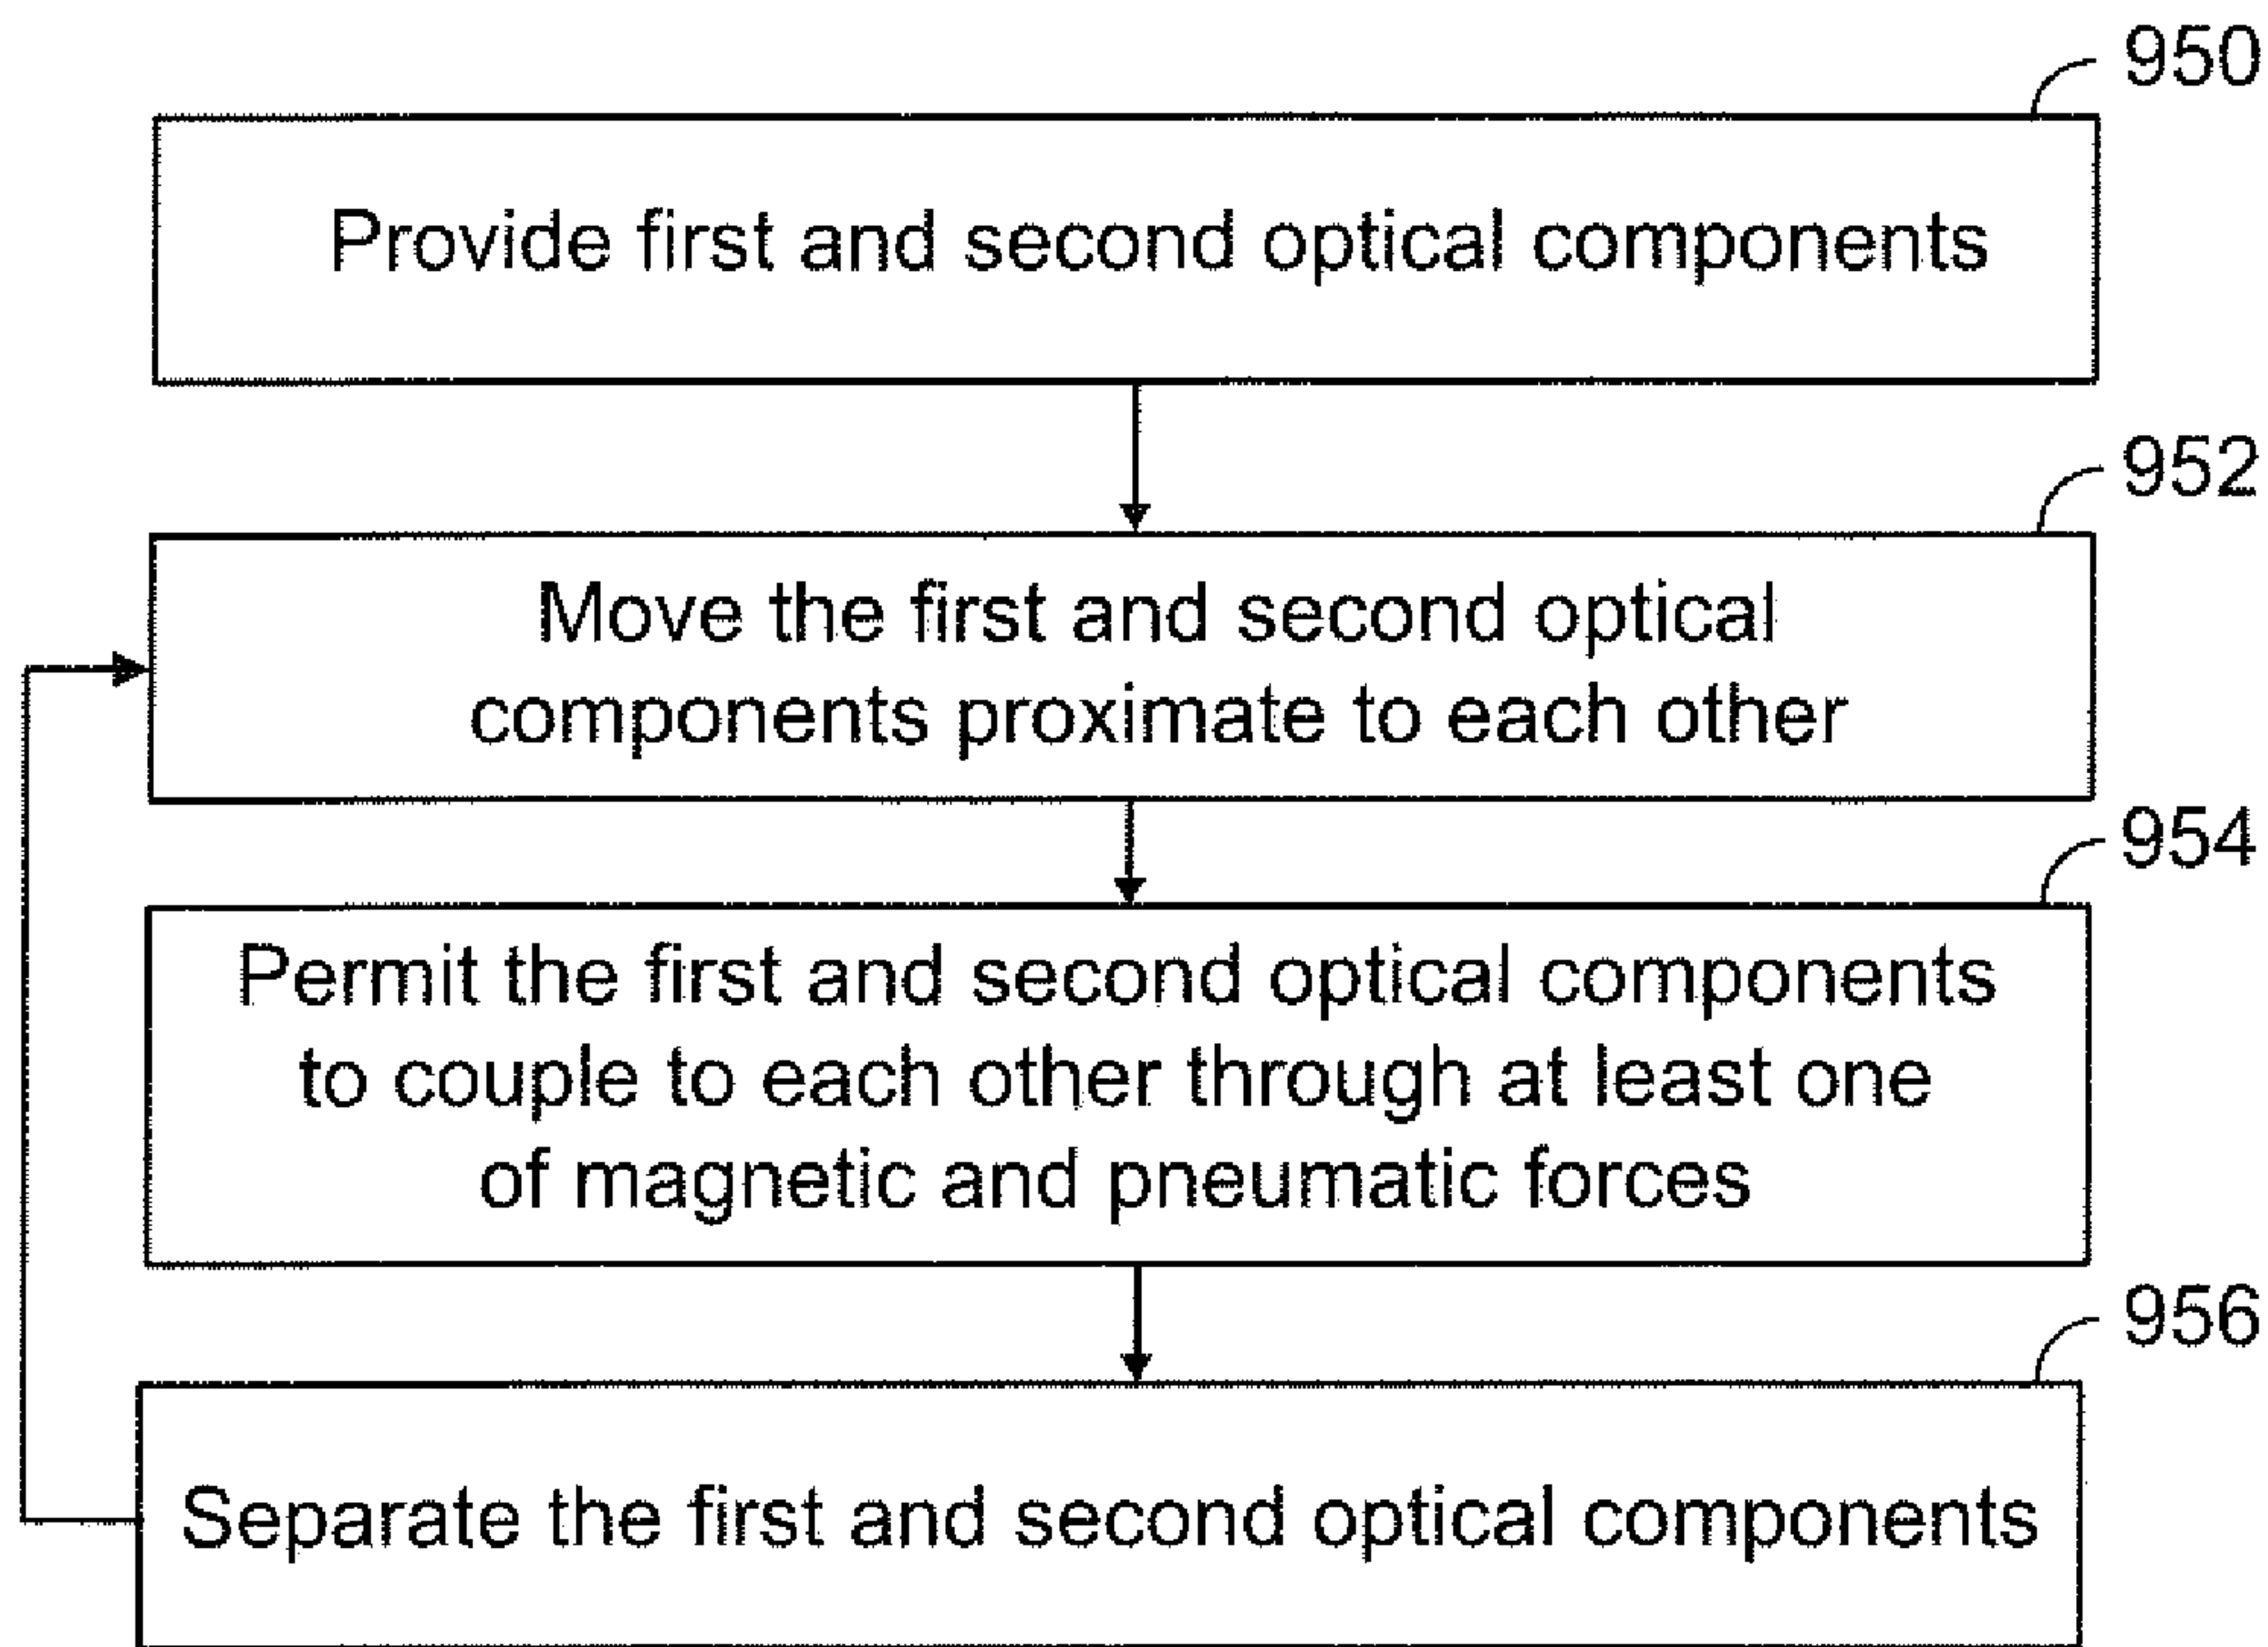 950
Provide first and second optical components
952
Move the first and second optical
components proximate to each other
954
Permit the first and second optical components
to couple to each other through at least one
of magnetic and pneumatic forces
956
Separate the first and second optical components